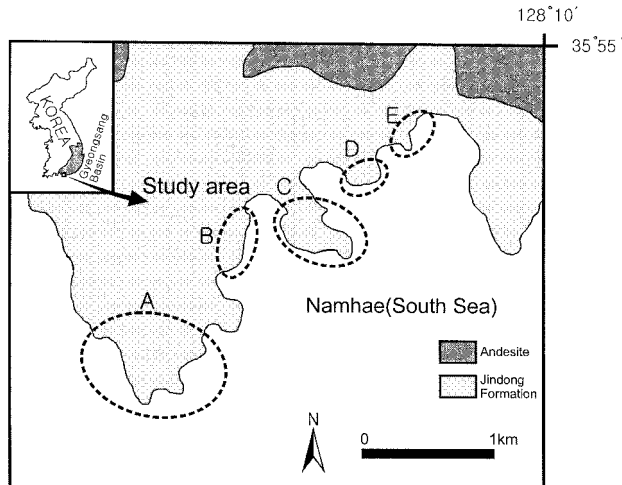 128°10′
35°55′
KOREA
Gyeongsang
Basin
Study area
A
B
C
D
E
Namhae(South Sea)
Andesite
Jindong
Formation
N
0 1km